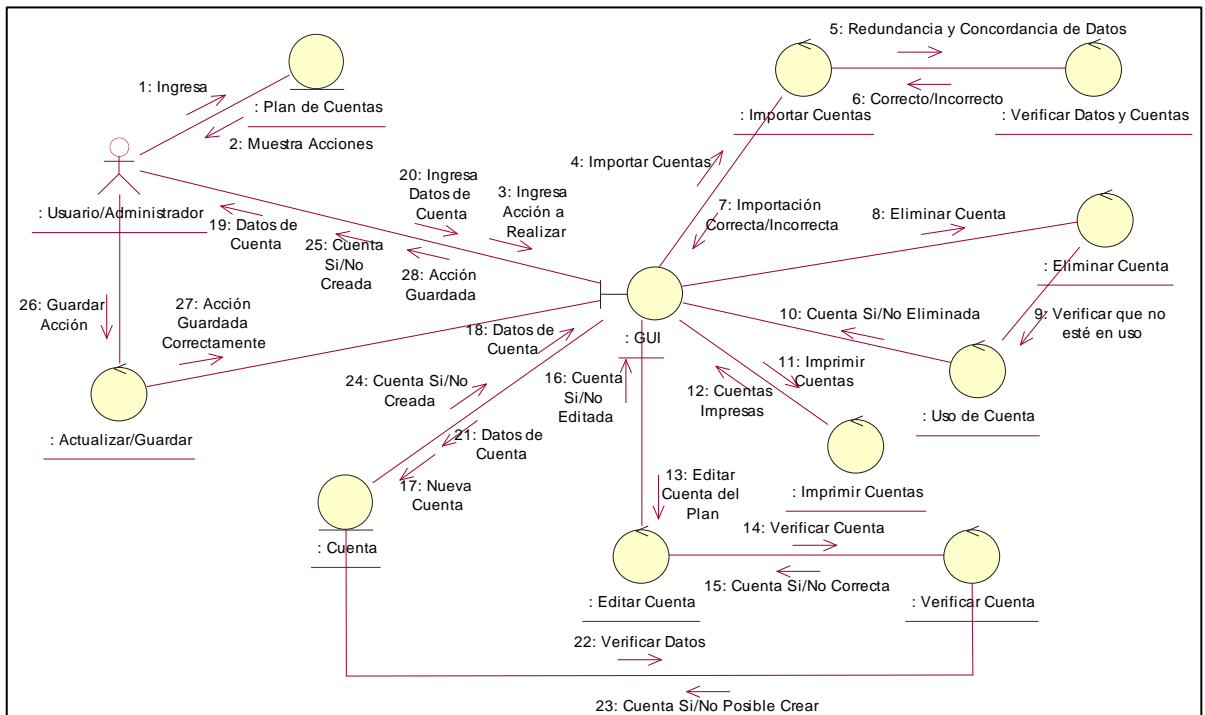 5: Redundancia y Concordancia de Datos
1: Ingresa
: Plan de Cuentas
2: Muestra Acciones
6: Correcto/Incorrecto
: Importar Cuentas
: Verificar Datos y Cuentas
4: Importar Cuentas
20: Ingresa
Datos de
Cuenta
3: Ingresa
Acción a
Realizar
: Usuario/Administrador
19: Datos de
Cuenta
7: Importación
Correcta/Incorrecta
8: Eliminar Cuenta
25: Cuenta
Si/No
Creada
28: Acción
Guardada
: Eliminar Cuenta
26: Guardar
Acción
27: Acción
Guardada
Correctamente
18: Datos de
Cuenta
: GUI
10: Cuenta Si/No Eliminada
9: Verificar que no
esté en uso
24: Cuenta Si/No
Creada
16: Cuenta
Si/No
Editada
11: Imprimir
Cuentas
12: Cuentas
Impresas
: Uso de Cuenta
: Actualizar/Guardar
21: Datos de
Cuenta
17: Nueva
Cuenta
13: Editar
Cuenta del
Plan
: Imprimir Cuentas
: Cuenta
14: Verificar Cuenta
15: Cuenta Si/No Correcta
: Editar Cuenta
: Verificar Cuenta
22: Verificar Datos
23: Cuenta Si/No Posible Crear